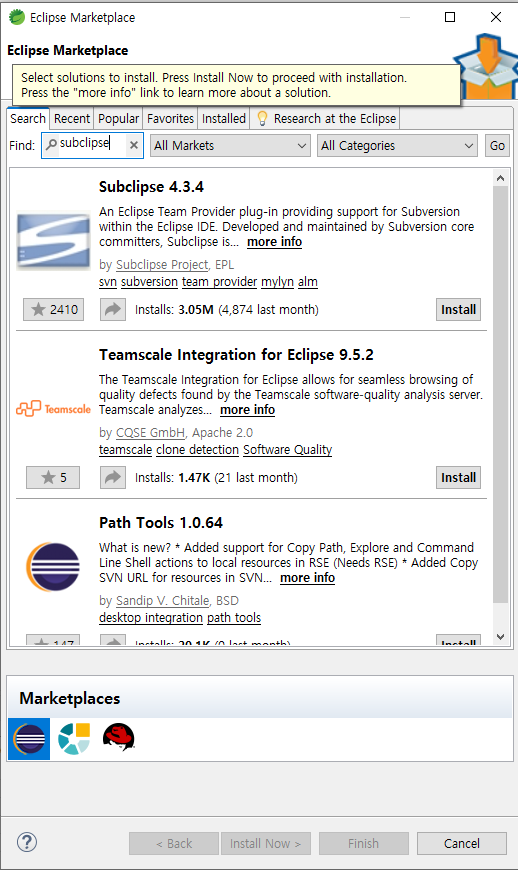 Eclipse Marketplace
Eclipse Marketplace
Select solutions to install. Press Install Now to proceed with installation.
Press the "more info" link to learn more about a solution.
Search Recent Popular Favorites Installed Research at the Eclipse
Find: subclipse All Markets All Categories Go
Subclipse 4.3.4
An Eclipse Team Provider plug-in providing support for Subversion
within the Eclipse IDE. Developed and maintained by Subversion core
committers, Subclipse is... more info
by Subclipse Project, EPL
svn subversion team provider mylyn alm
2410 Installs: 3.05M (4,874 last month) Install
Teamscale Integration for Eclipse 9.5.2
The Teamscale Integration for Eclipse allows for seamless browsing of
quality defects found by the Teamscale software-quality analysis server.
Teamscale analyzes... more info
Teamscale
by CQSE GmbH, Apache 2.0
teamscale clone detection Software Quality
5 Installs: 1.47K (21 last month) Install
Path Tools 1.0.64
What is new? * Added support for Copy Path, Explore and Command
Line Shell actions to local resources in RSE (Needs RSE) * Added Copy
SVN URL for resources in SVN... more info
by Sandip V. Chitale, BSD
desktop integration path tools
147 Installs: 20.1K (0 last month) Install
Marketplaces
? < Back Install Now > Finish Cancel